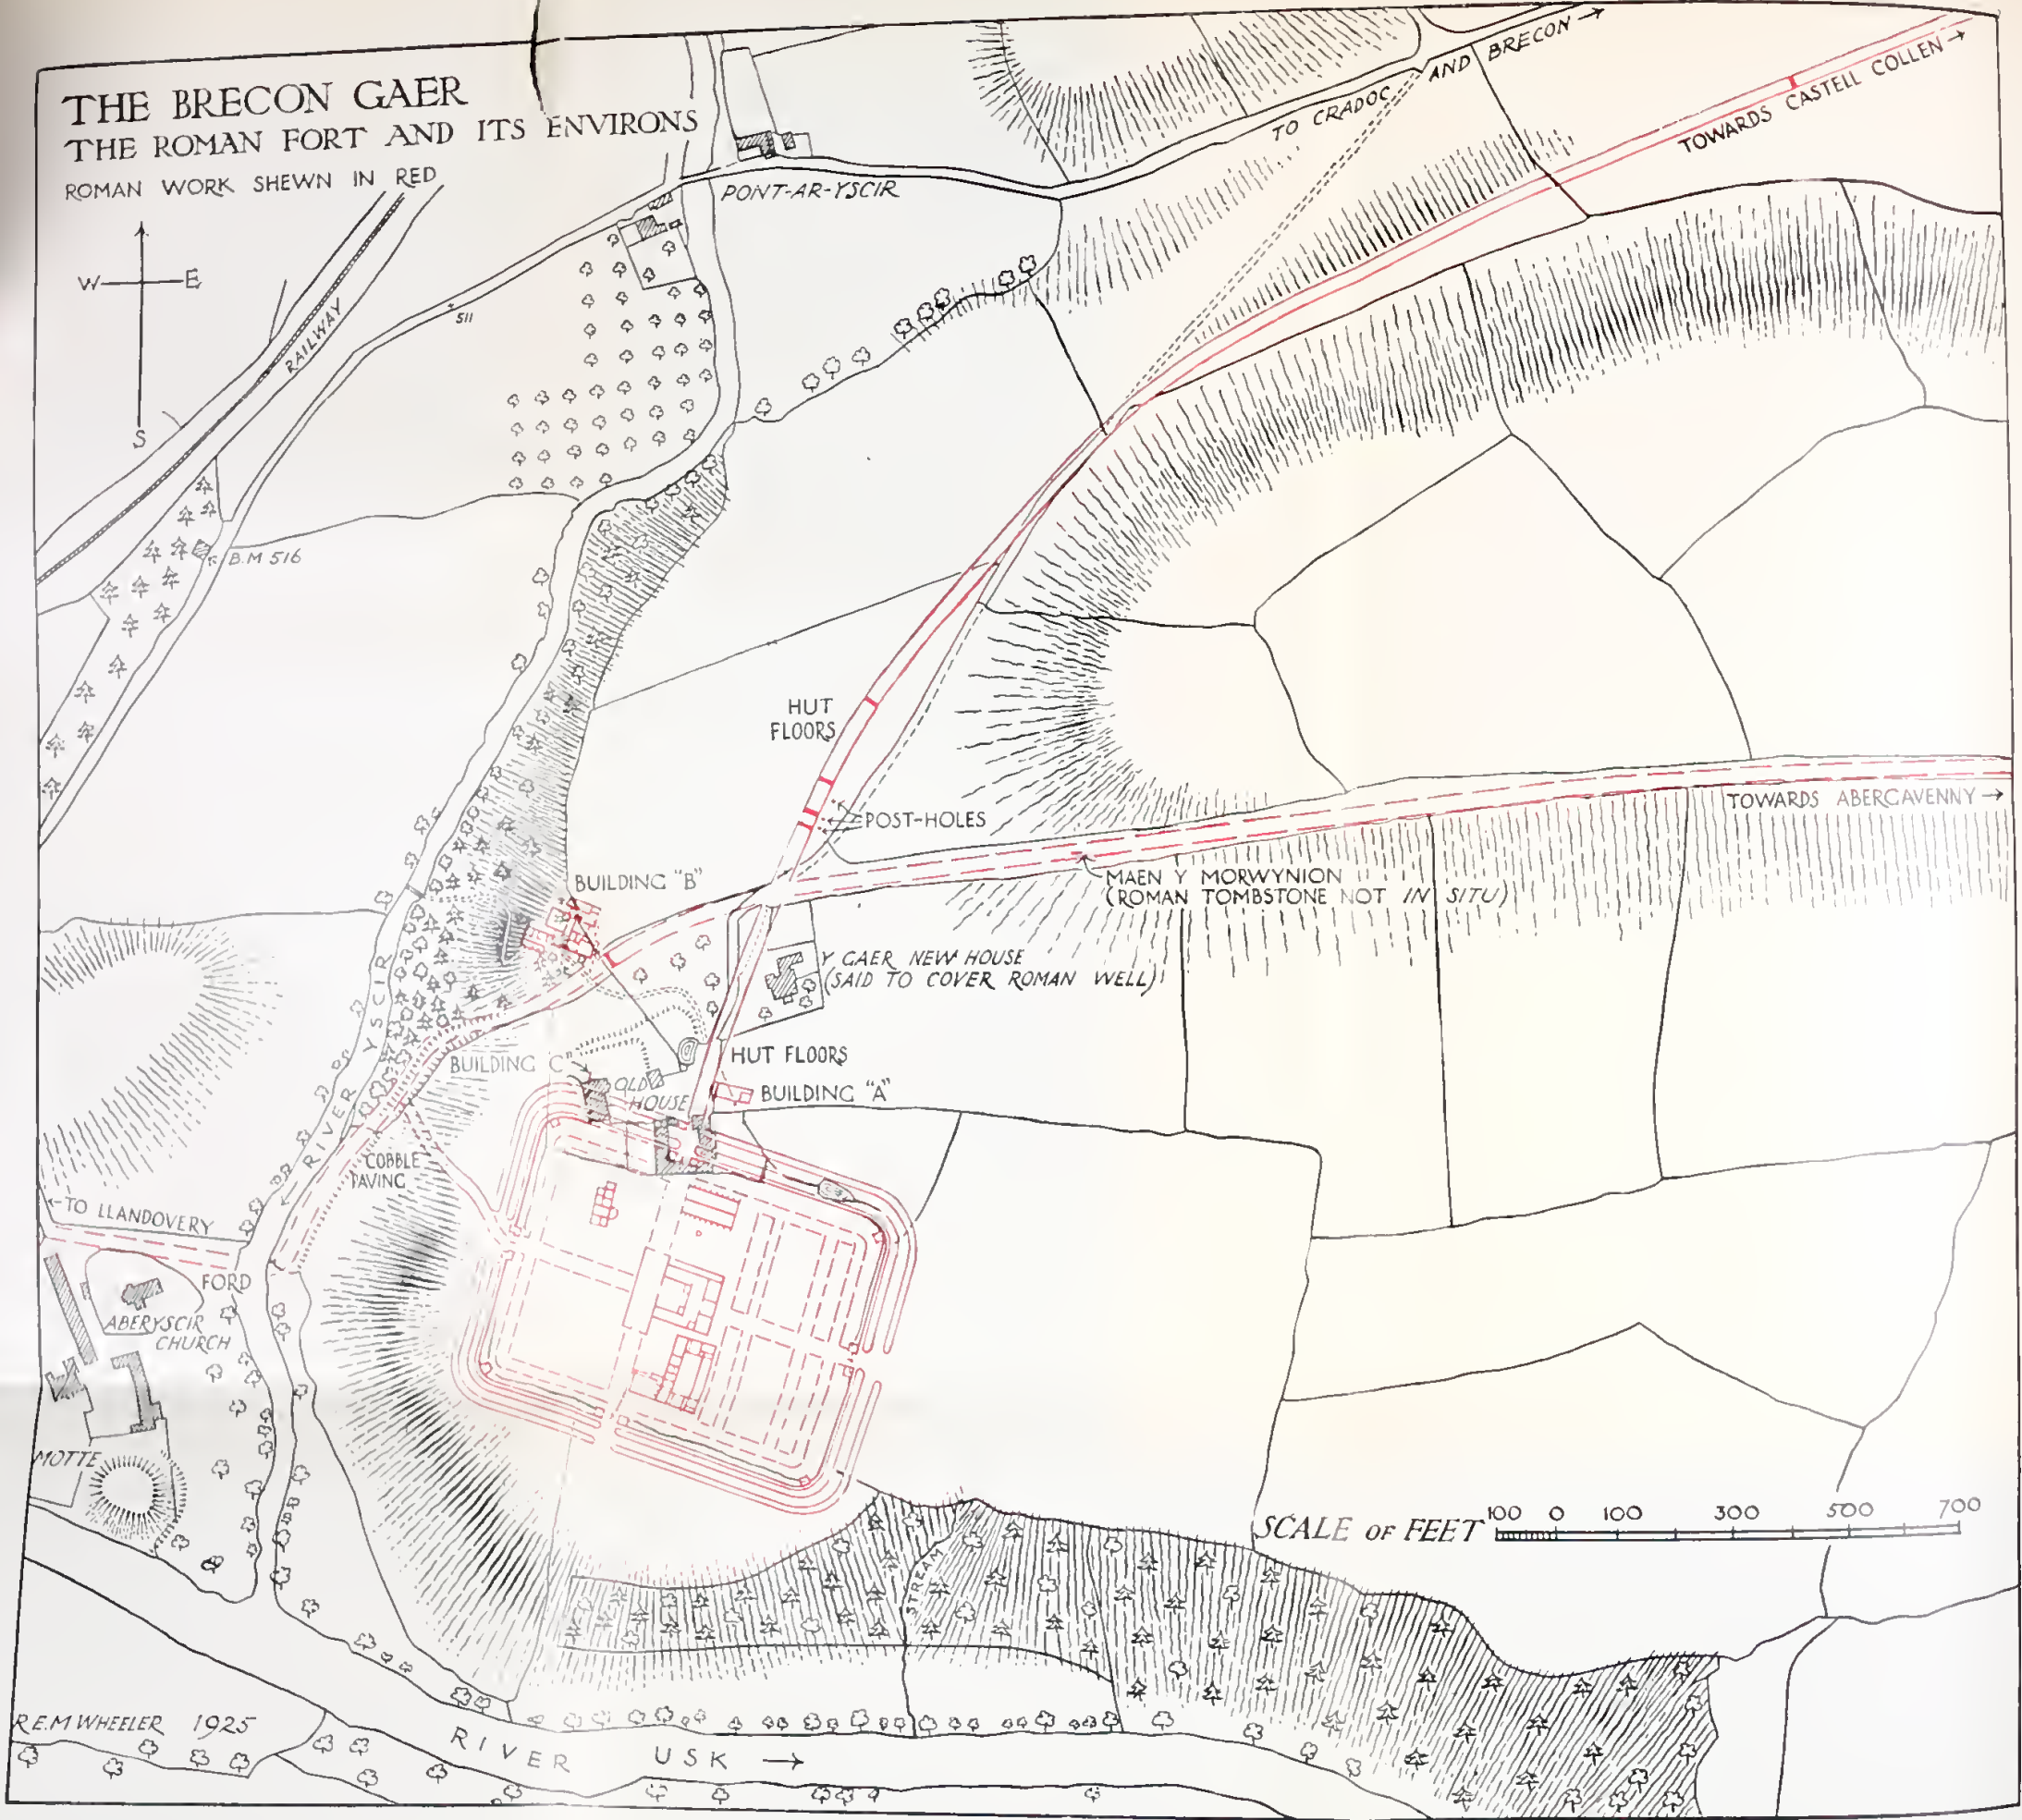 THE BRECON GAER
THE ROMAN FORT AND ITS ENVIRONS
ROMAN WORK SHEWN IN RED
W E
S
RAILWAY
511
PONT-AR-YSCIR
TO CRADOC AND BRECON →
TOWARDS CASTELL COLLEN →
B.M 516
HUT
FLOORS
POST-HOLES
TOWARDS ABERGAVENNY →
MAEN Y MORWYNION
(ROMAN TOMBSTONE NOT IN SITU)
BUILDING "B"
Y GAER NEW HOUSE
(SAID TO COVER ROMAN WELL)
HUT FLOORS
BUILDING "A"
BUILDING C"
OLD
HOUSE
RIVER YSCIR
COBBLE
PAVING
← TO LLANDOVERY
FORD
ABERYSCIR
CHURCH
MOTTE
STREAM
SCALE OF FEET
100 0 100 300 500 700
R.E.M WHEELER 1925
RIVER USK →